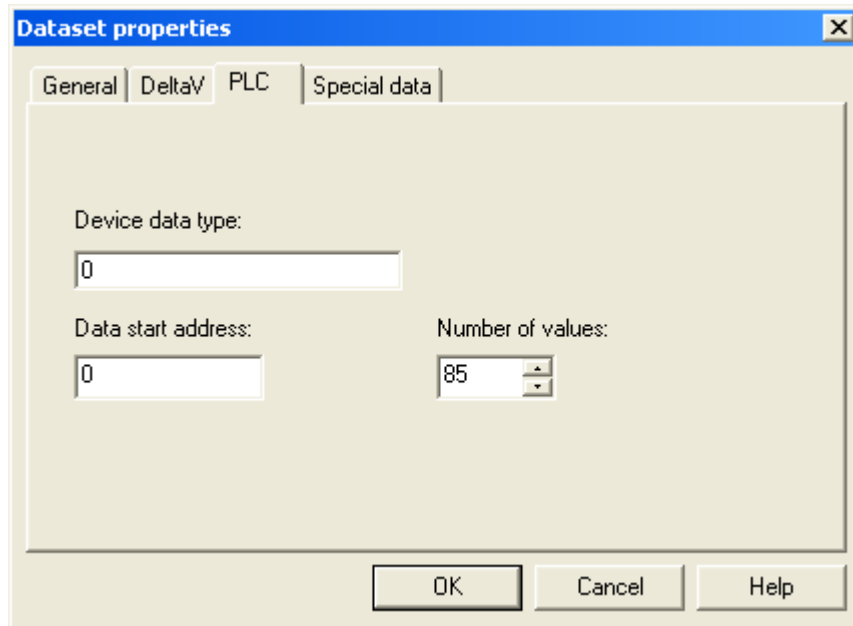 Dataset properties
General DeltaV PLC Special data
Device data type:
0
Data start address: Number of values:
0 85
OK Cancel Help